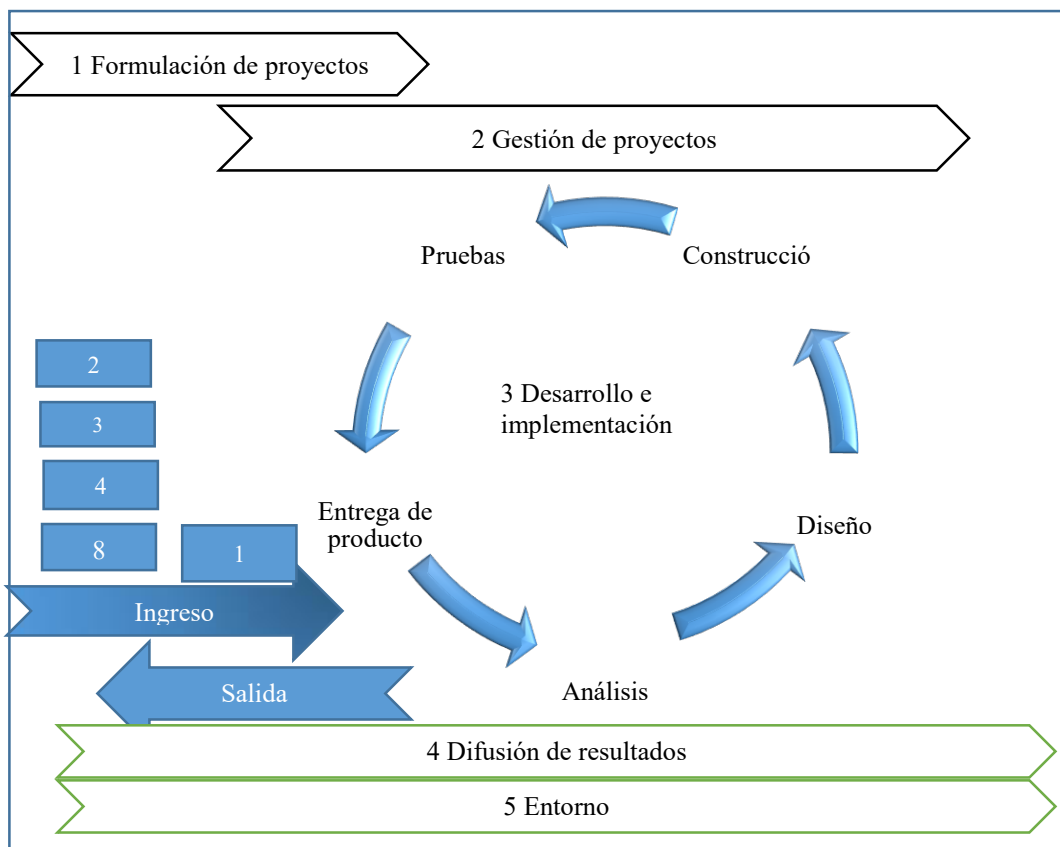 1 Formulación de proyectos
2 Gestión de proyectos
Pruebas
Construcció
2
3
4
8
1
3 Desarrollo e
implementación
Entrega de
producto
Diseño
Ingreso
Salida
Análisis
4 Difusión de resultados
5 Entorno